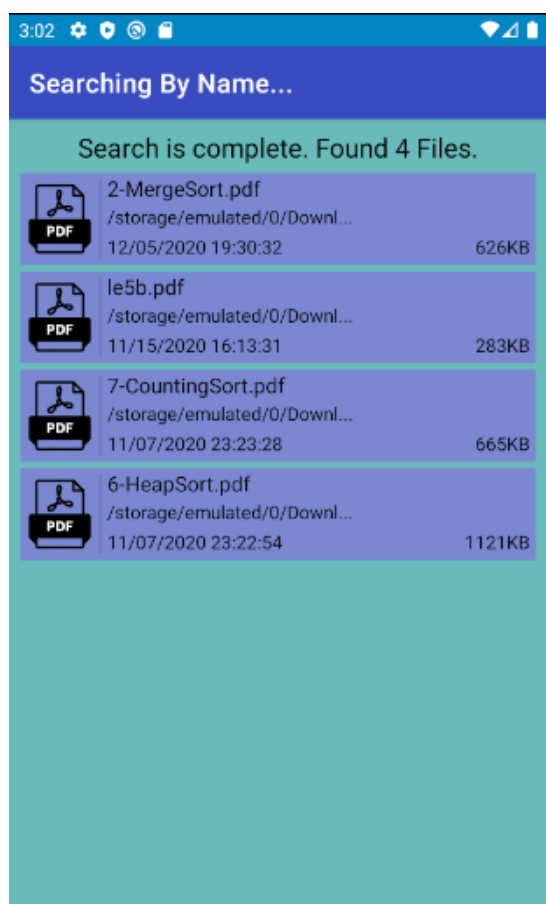 3:02
Searching By Name...
Search is complete. Found 4 Files.
PDF
2-MergeSort.pdf
/storage/emulated/0/Downl...
12/05/2020 19:30:32 626KB
PDF
le5b.pdf
/storage/emulated/0/Downl...
11/15/2020 16:13:31 283KB
PDF
7-CountingSort.pdf
/storage/emulated/0/Downl...
11/07/2020 23:23:28 665KB
PDF
6-HeapSort.pdf
/storage/emulated/0/Downl...
11/07/2020 23:22:54 1121KB